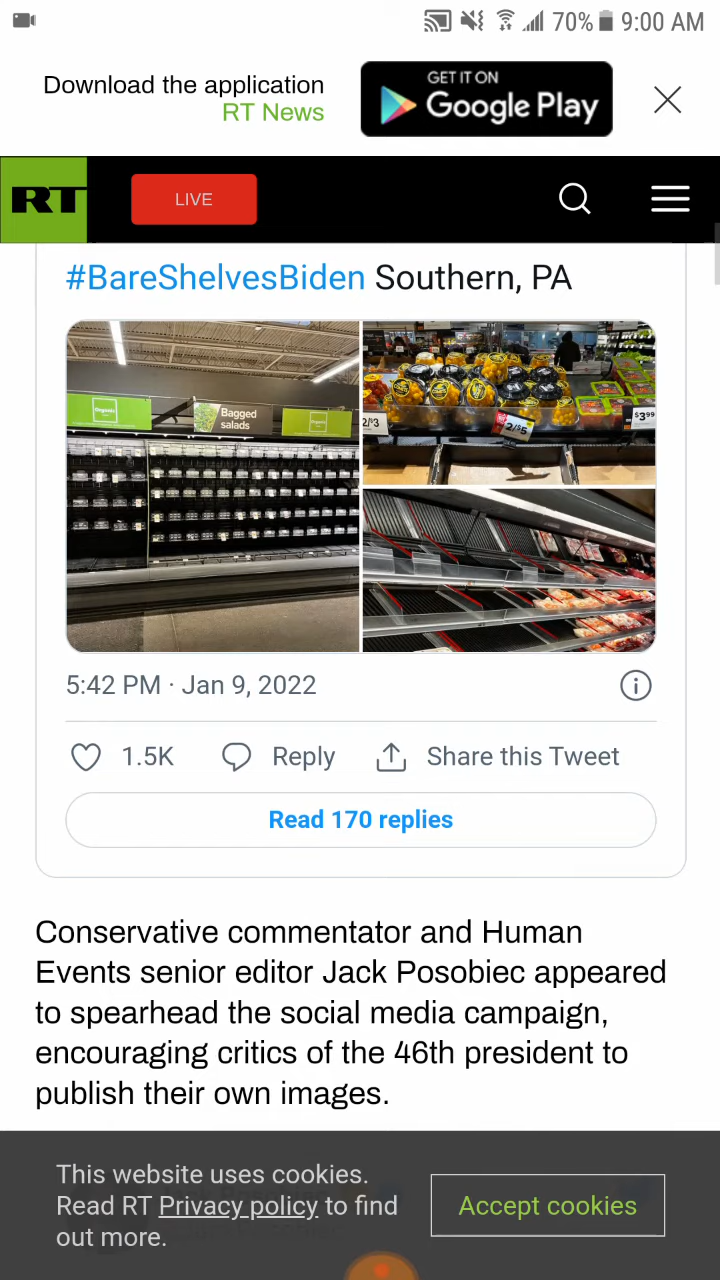 70% 9:00 AM
Download the application
RT News
GET IT ON
Google Play
RT
LIVE
#BareShelvesBiden Southern, PA
Organic
Bagged
salads
2/$3
2/$5
$3.99
5:42 PM · Jan 9, 2022
1.5K Reply Share this Tweet
Read 170 replies
Conservative commentator and Human
Events senior editor Jack Posobiec appeared
to spearhead the social media campaign,
encouraging critics of the 46th president to
publish their own images.
This website uses cookies.
Read RT Privacy policy to find
out more.
Accept cookies